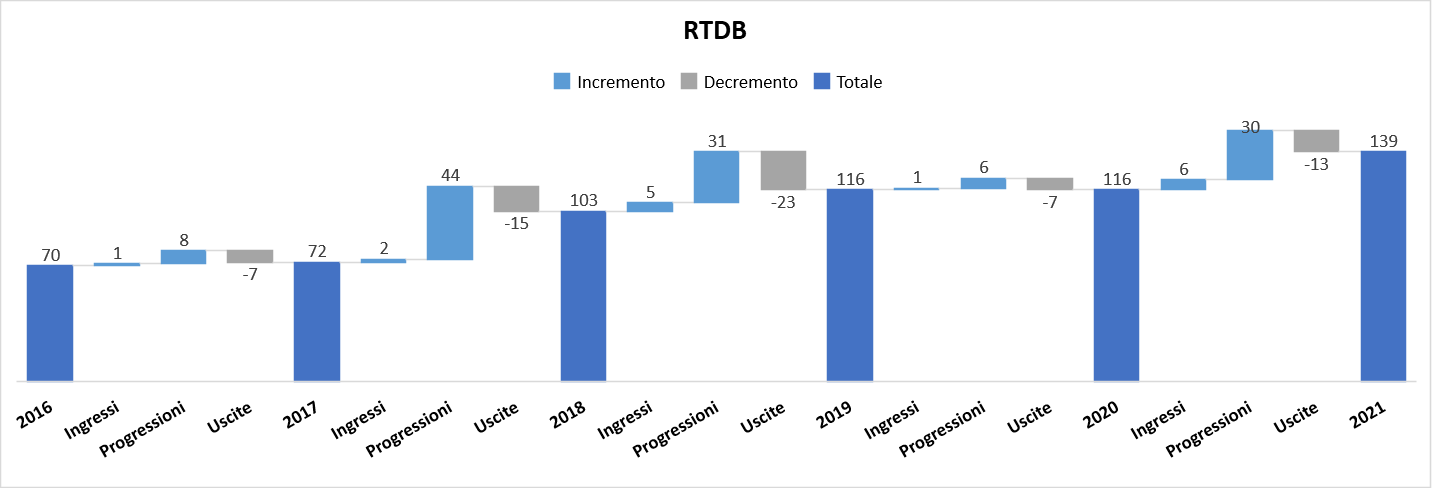 RTDB
Incremento Decremento Totale
70 1 8 -7 72 2 44 -15 103 5 31 -23 116 1 6 -7 116 6 30 -13 139
2016 Ingressi Progressioni Uscite 2017 Ingressi Progressioni Uscite 2018 Ingressi Progressioni Uscite 2019 Ingressi Progressioni Uscite 2020 Ingressi Progressioni Uscite 2021